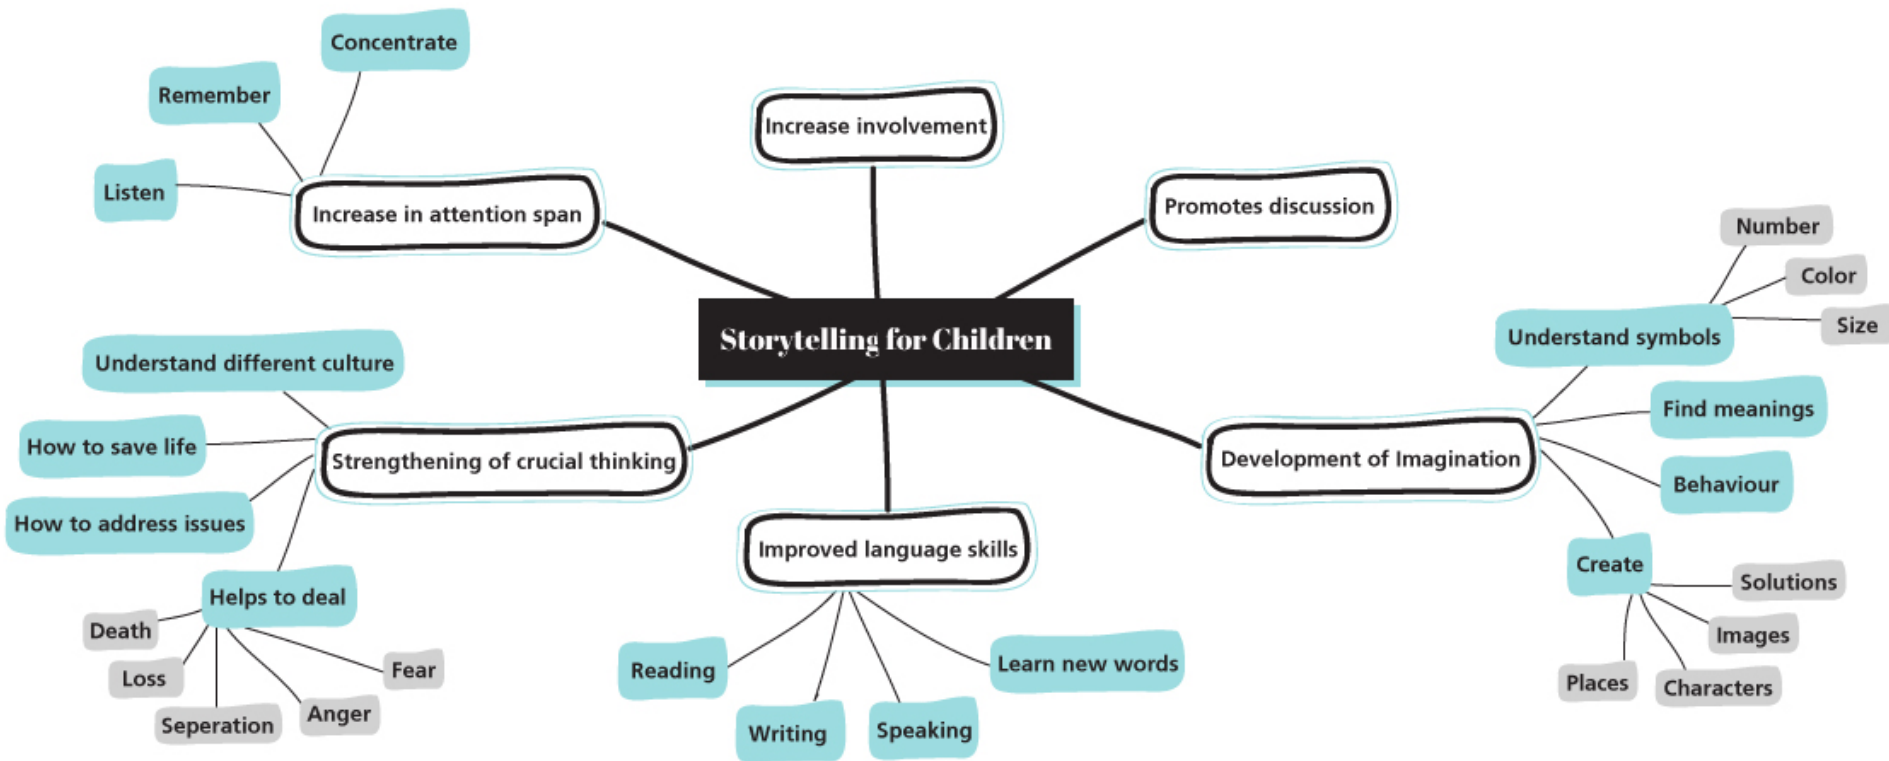 Storytelling for Children
Increase in attention span
Concentrate
Remember
Listen
Increase involvement
Promotes discussion
Development of Imagination
Understand symbols
Number
Color
Size
Find meanings
Behaviour
Create
Solutions
Images
Characters
Places
Improved language skills
Reading
Writing
Speaking
Learn new words
Strengthening of crucial thinking
Understand different culture
How to save life
How to address issues
Helps to deal
Death
Loss
Seperation
Anger
Fear